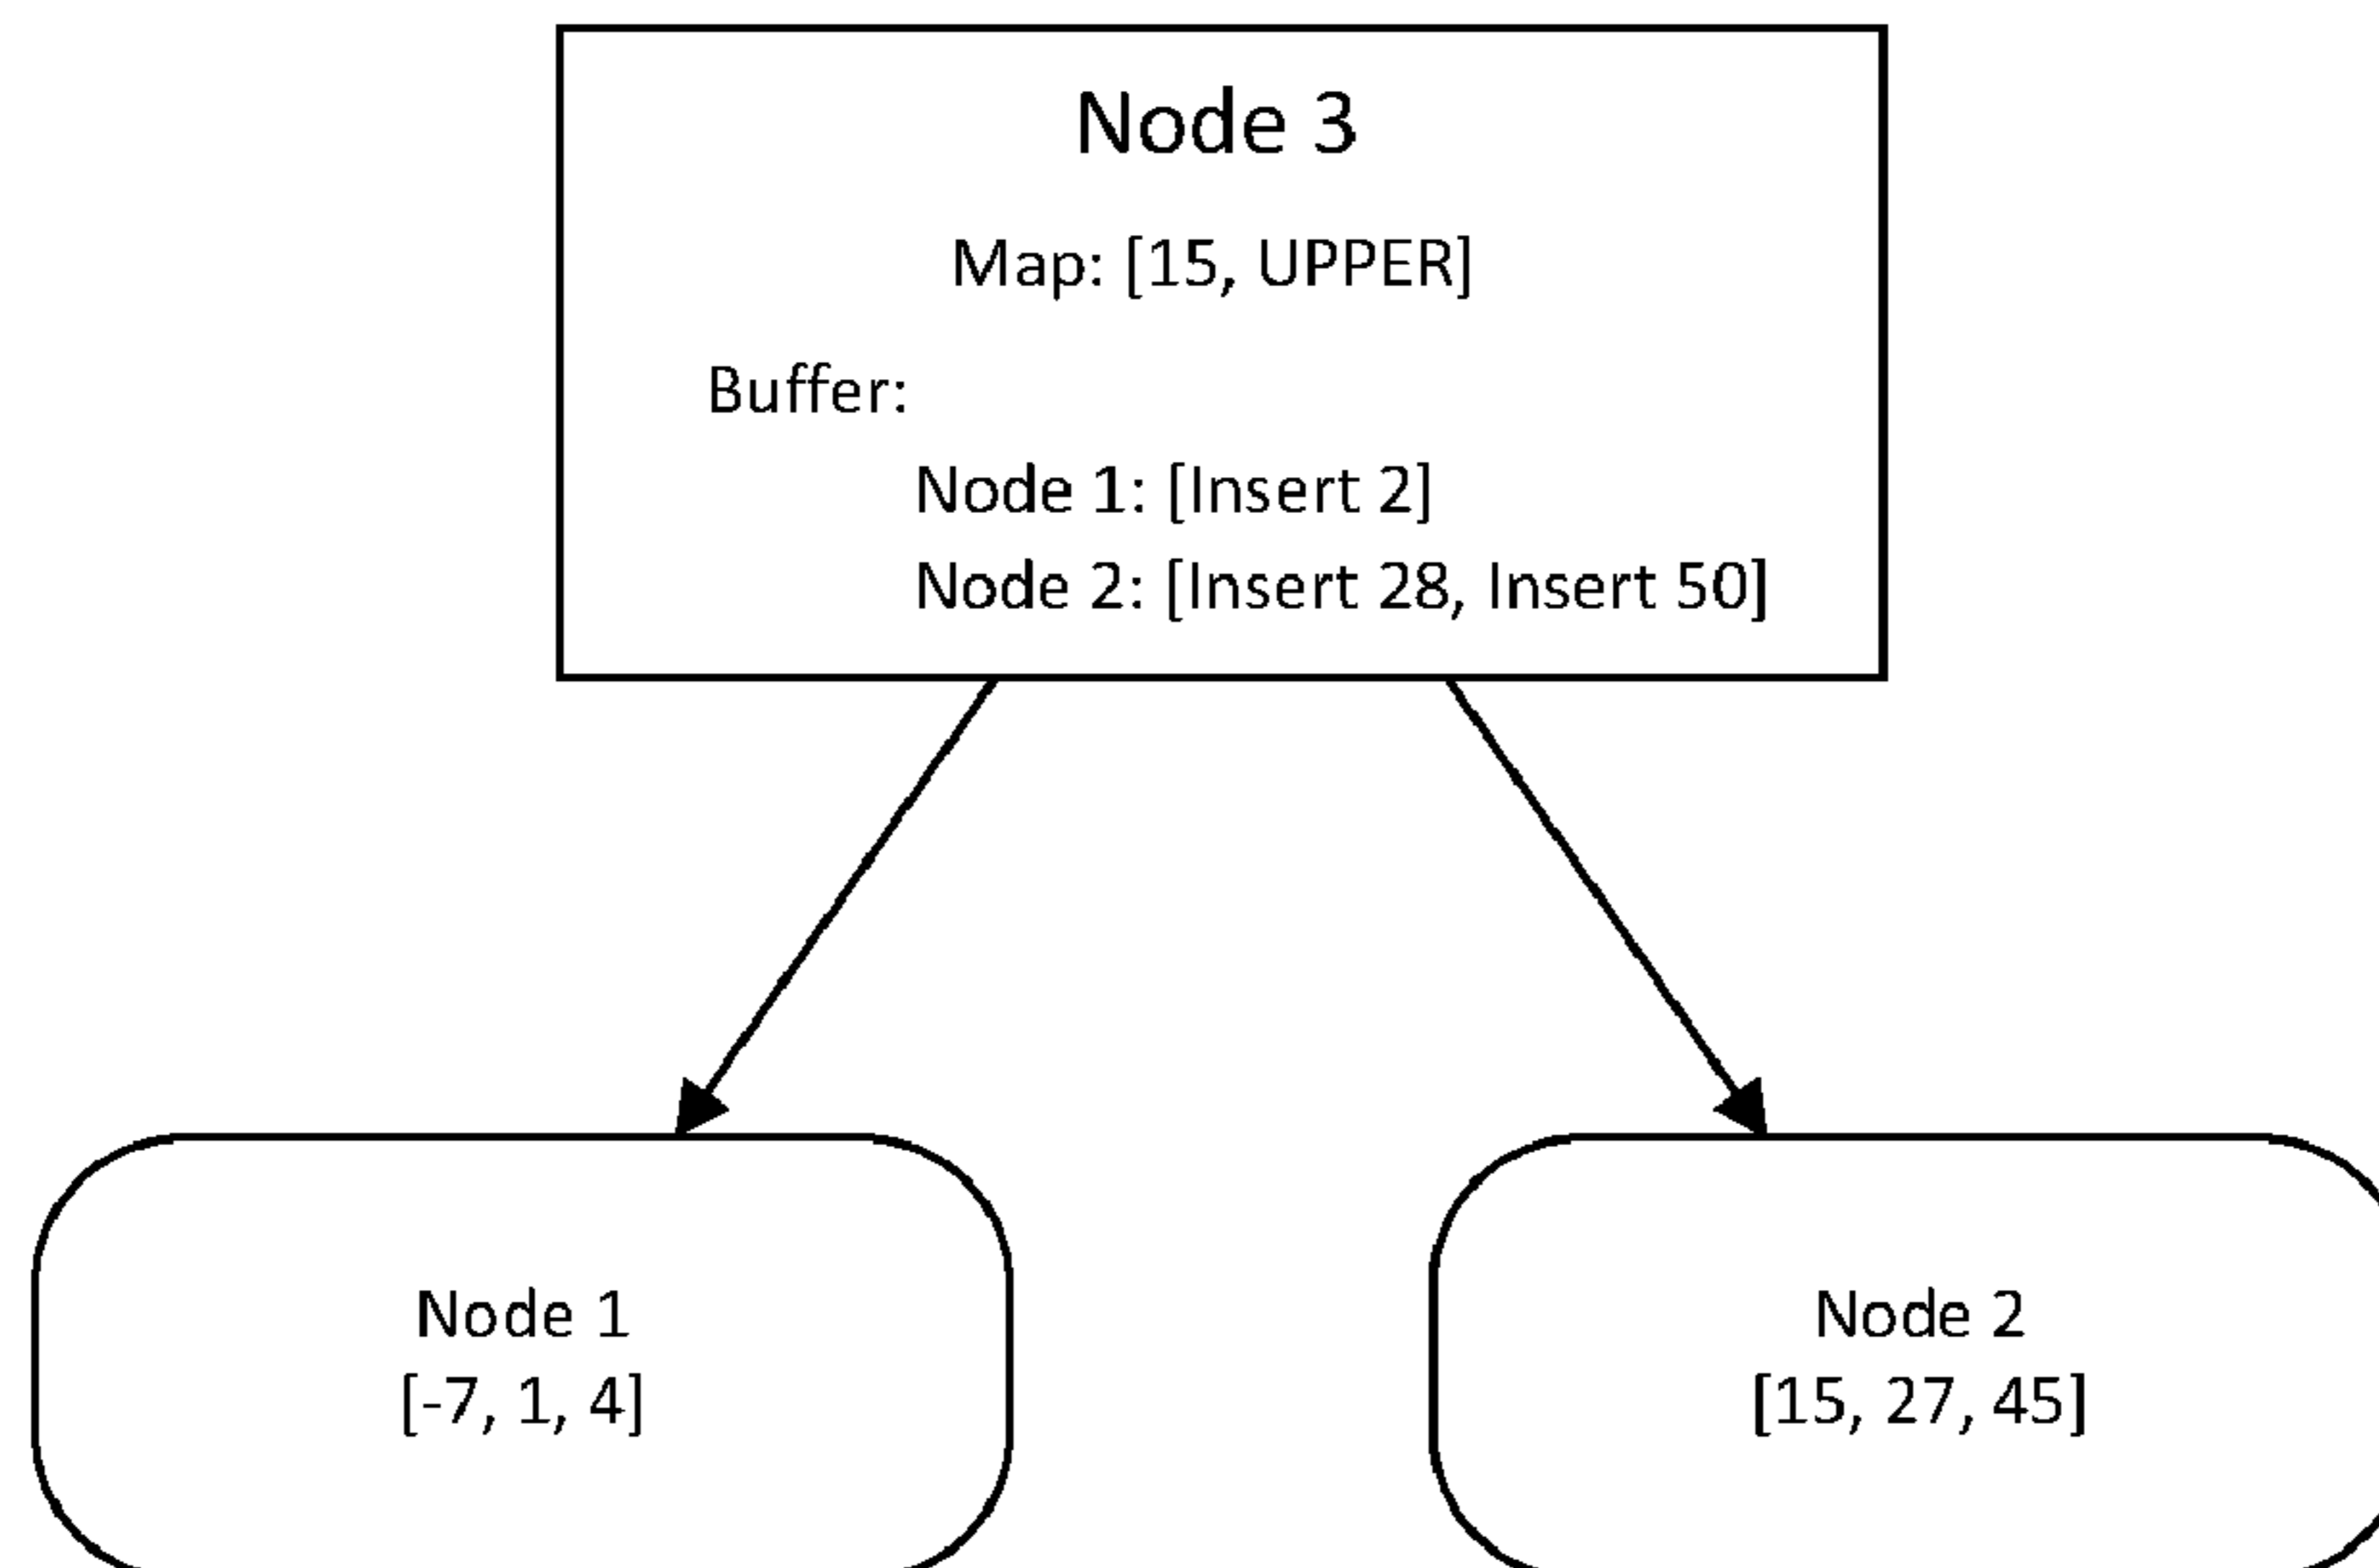 Node 3
Map: [15, UPPER]
Buffer:
Node 1: [Insert 2]
Node 2: [Insert 28, Insert 50]
Node 1
[-7, 1, 4]
Node 2
[15, 27, 45]